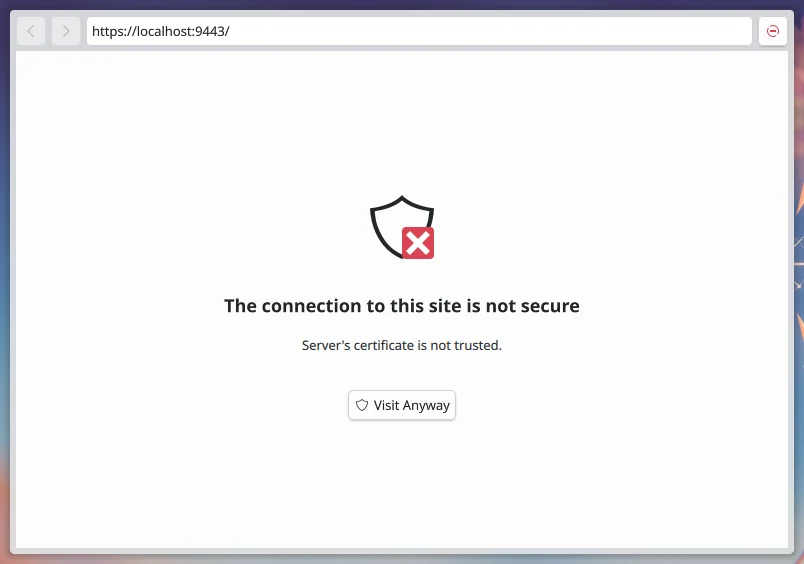 https://localhost:9443/
The connection to this site is not secure
Server's certificate is not trusted.
Visit Anyway